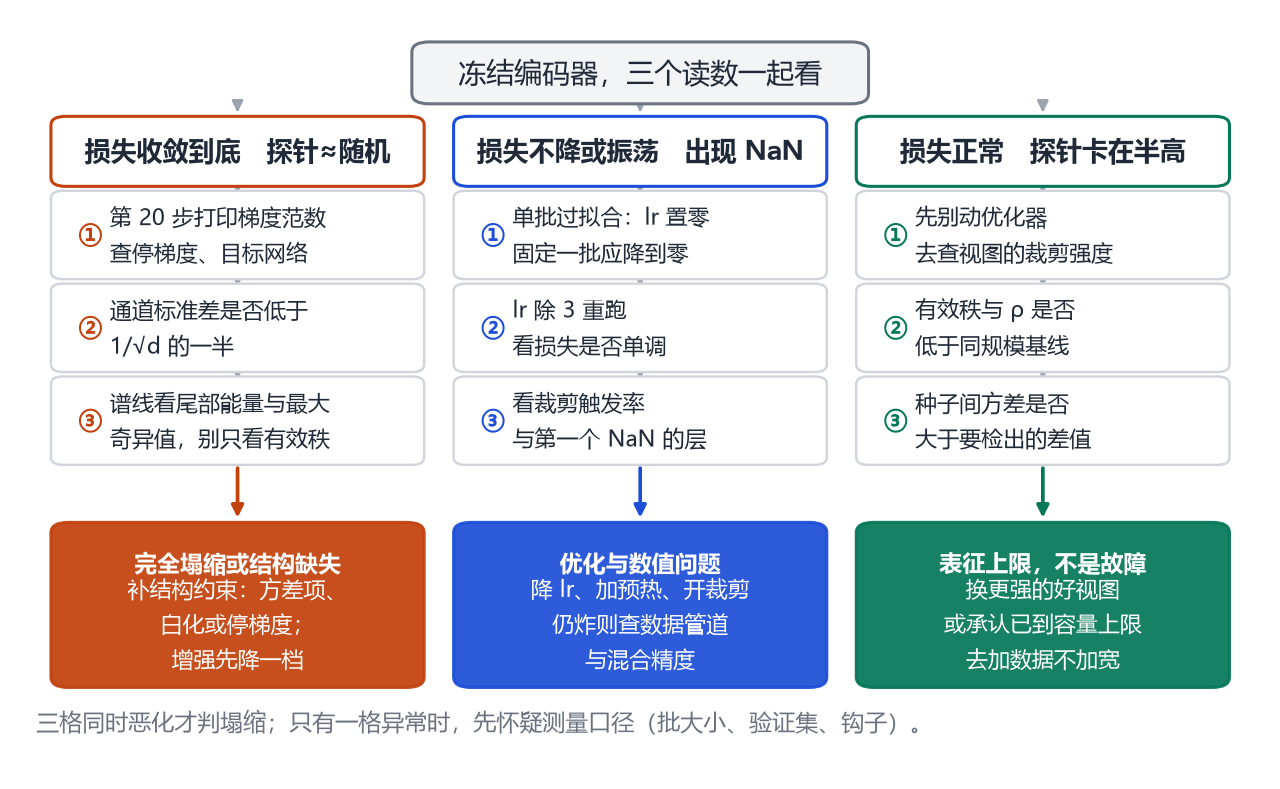 冻结编码器，三个读数一起看
损失收敛到底　探针≈随机
① 第 20 步打印梯度范数
查停梯度、目标网络
② 通道标准差是否低于
1/√d 的一半
③ 谱线看尾部能量与最大
奇异值，别只看有效秩
完全塌缩或结构缺失
补结构约束：方差项、
白化或停梯度；
增强先降一档
损失不降或振荡　出现 NaN
① 单批过拟合：lr 置零
固定一批应降到零
② lr 除 3 重跑
看损失是否单调
③ 看裁剪触发率
与第一个 NaN 的层
优化与数值问题
降 lr、加预热、开裁剪
仍炸则查数据管道
与混合精度
损失正常　探针卡在半高
① 先别动优化器
去查视图的裁剪强度
② 有效秩与 ρ 是否
低于同规模基线
③ 种子间方差是否
大于要检出的差值
表征上限，不是故障
换更强的好视图
或承认已到容量上限
去加数据不加宽
三格同时恶化才判塌缩；只有一格异常时，先怀疑测量口径（批大小、验证集、钩子）。